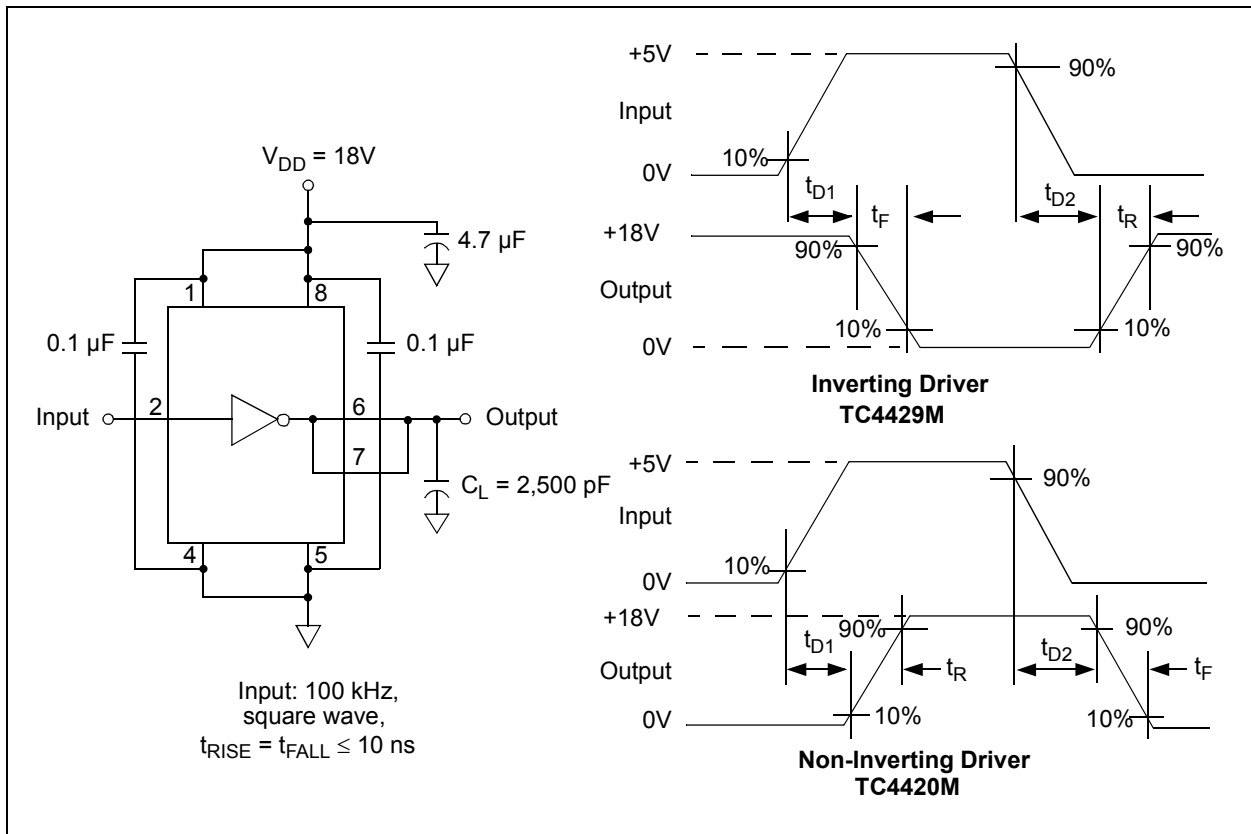 V_DD = 18V
4.7 µF
1
8
0.1 µF
0.1 µF
Input
2
6
Output
7
C_L = 2,500 pF
4
5
Input: 100 kHz,
square wave,
t_RISE = t_FALL ≤ 10 ns
+5V
90%
Input
10%
0V
t_D1
t_F
t_D2
t_R
+18V
90%
90%
Output
10%
10%
0V
Inverting Driver
TC4429M
+5V
90%
Input
10%
0V
+18V
90%
90%
t_D1
t_D2
Output
t_R
t_F
10%
10%
0V
Non-Inverting Driver
TC4420M